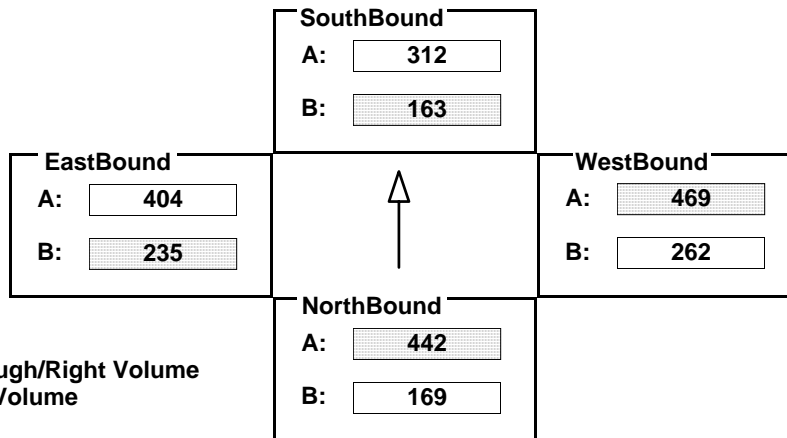 SouthBound
A: 312
B: 163
EastBound
A: 404
B: 235
WestBound
A: 469
B: 262
NorthBound
A: 442
B: 169
ugh/Right Volume
Volume